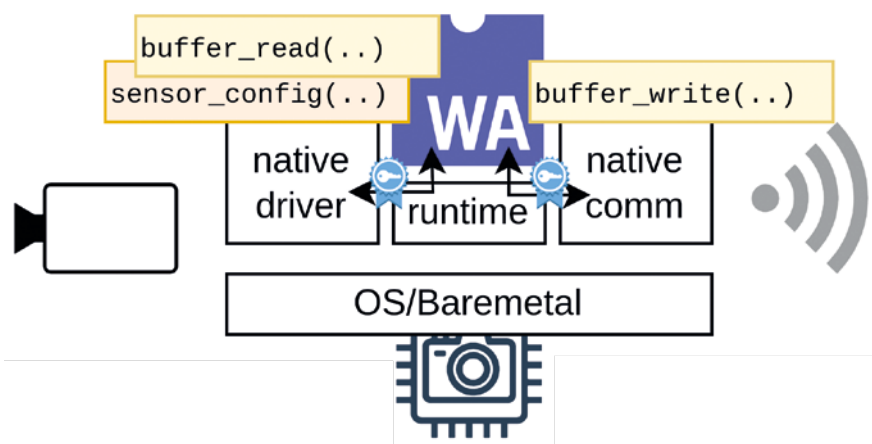 buffer_read(..)
sensor_config(..)
buffer_write(..)
WA
native
driver
runtime
native
comm
OS/Baremetal